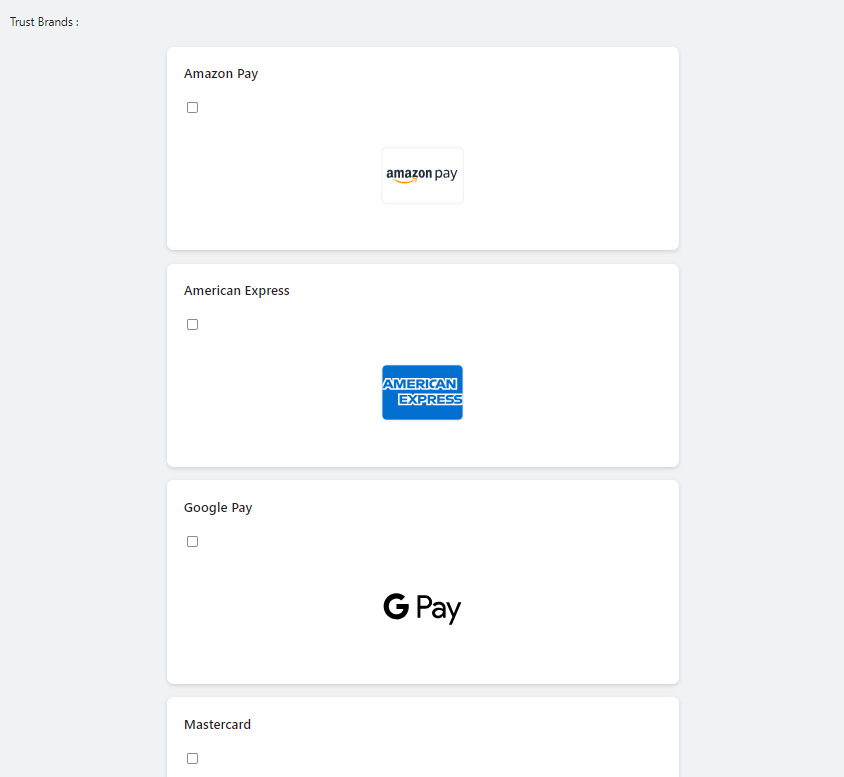 Trust Brands :
Amazon Pay
amazon pay
American Express
AMERICAN
EXPRESS
Google Pay
G Pay
Mastercard